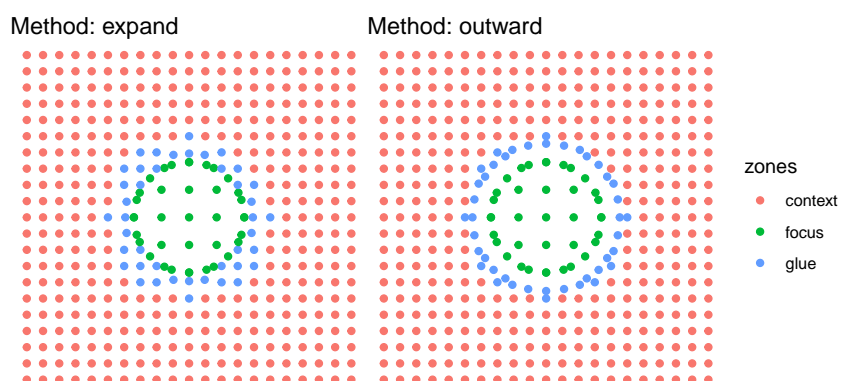 Method: expand
Method: outward
zones
context
focus
glue